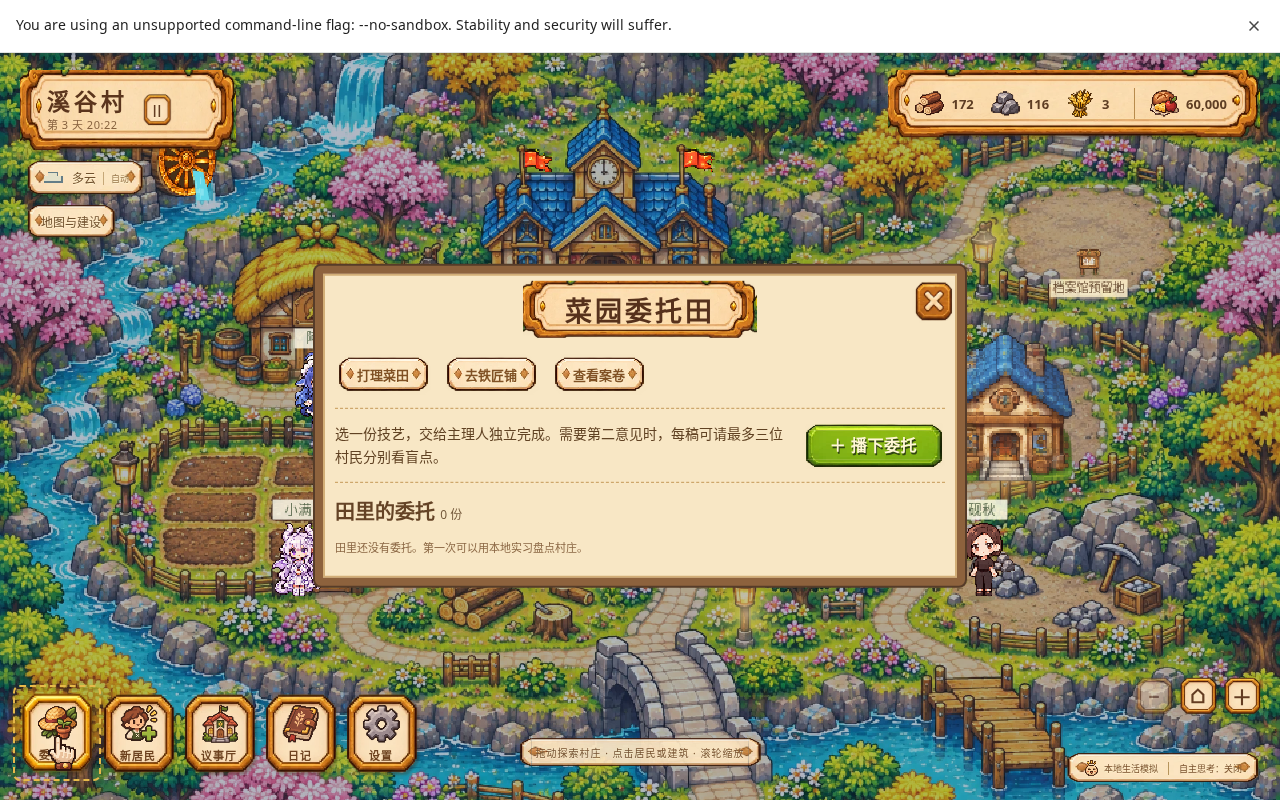 You are using an unsupported command-line flag: --no-sandbox. Stability and security will suffer.
溪谷村
第 3 天 20:22
172
116
3
60,000
多云
自动
地图与建设
档案馆预留地
菜园委托田
打理菜田
去铁匠铺
查看案卷
选一份技艺，交给主理人独立完成。需要第二意见时，每稿可请最多三位
村民分别看盲点。
＋ 播下委托
田里的委托 0 份
田里还没有委托。第一次可以用本地实习盘点村庄。
小满
砚秋
委
新居民
议事厅
日记
设置
拖动探索村庄 · 点击居民或建筑 · 滚轮缩放
本地生活模拟
自主思考：关闭